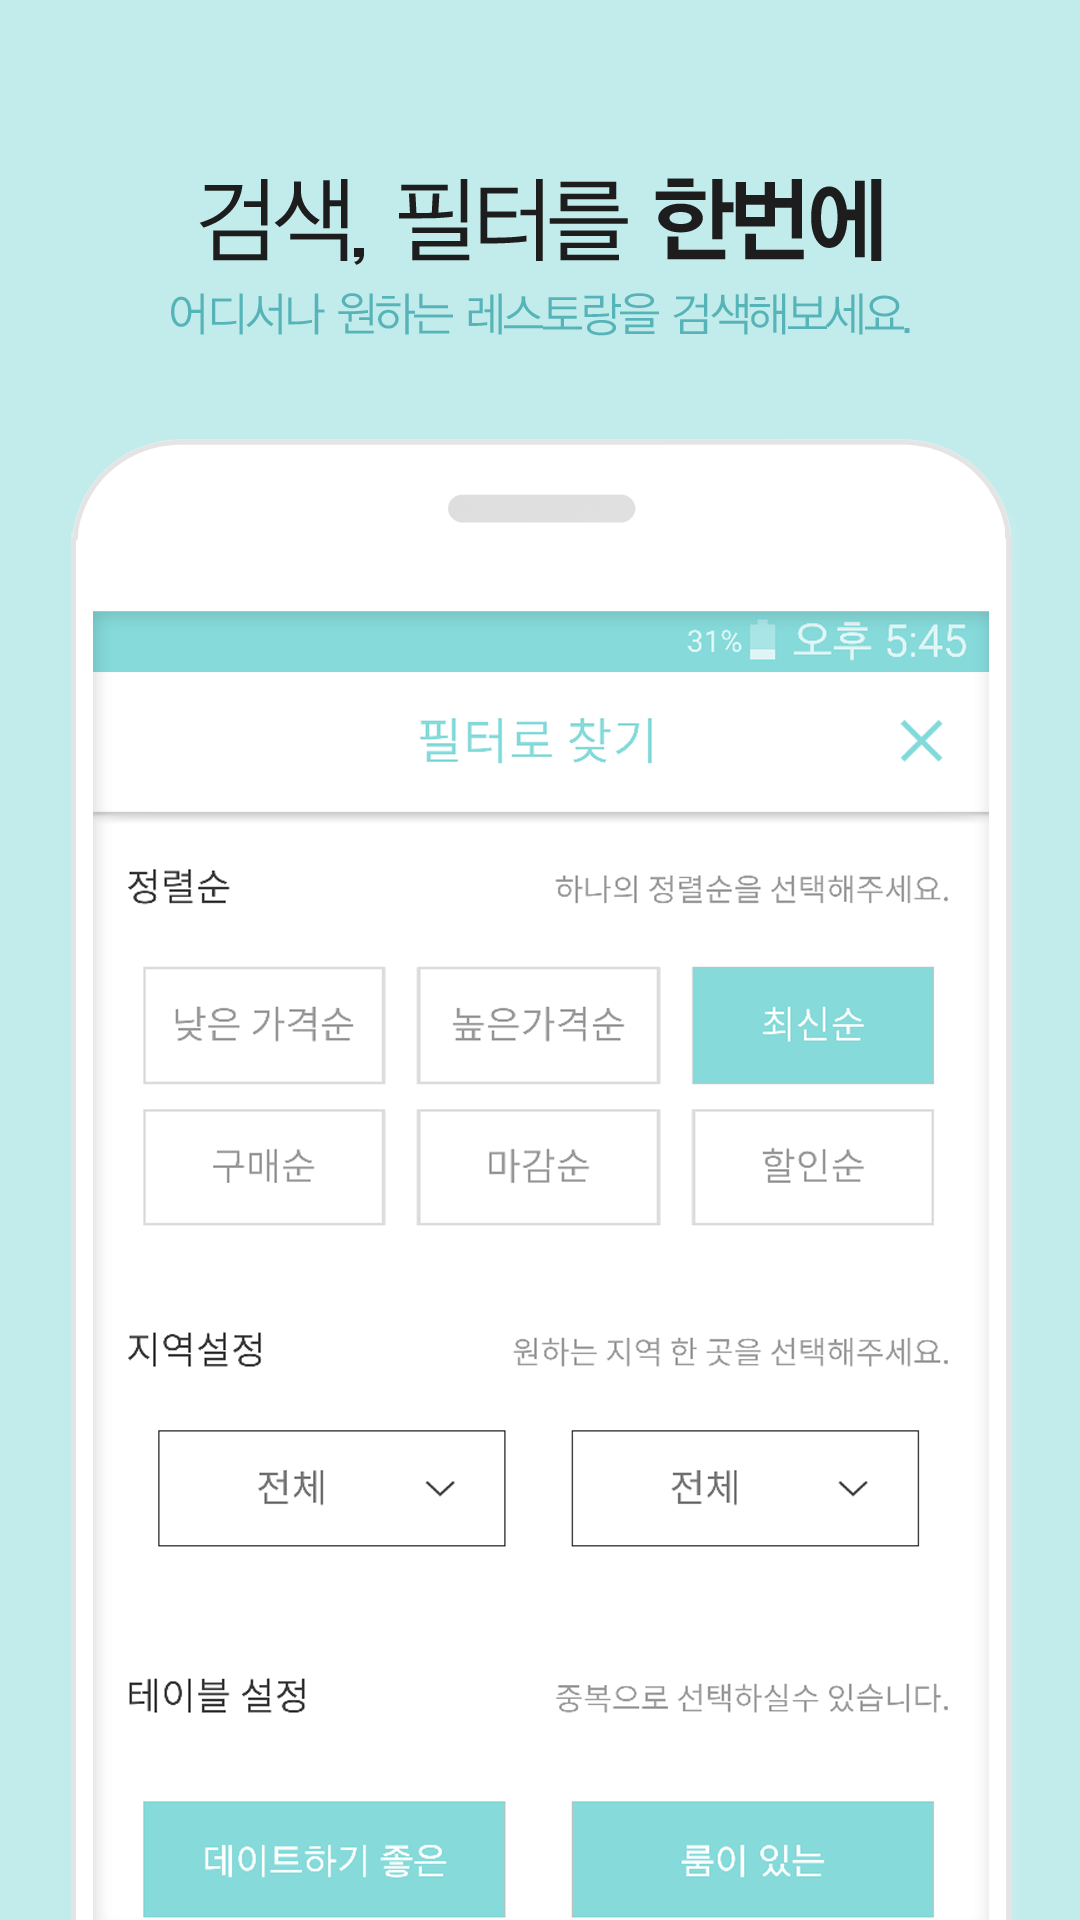 검색, 필터를 한번에
어디서나 원하는 레스토랑을 검색해보세요.
31% 오후 5:45
필터로 찾기
정렬순 하나의 정렬순을 선택해주세요.
낮은 가격순 높은가격순 최신순
구매순 마감순 할인순
지역설정 원하는 지역 한 곳을 선택해주세요.
전체 전체
테이블 설정 중복으로 선택하실수 있습니다.
데이트하기 좋은 룸이 있는